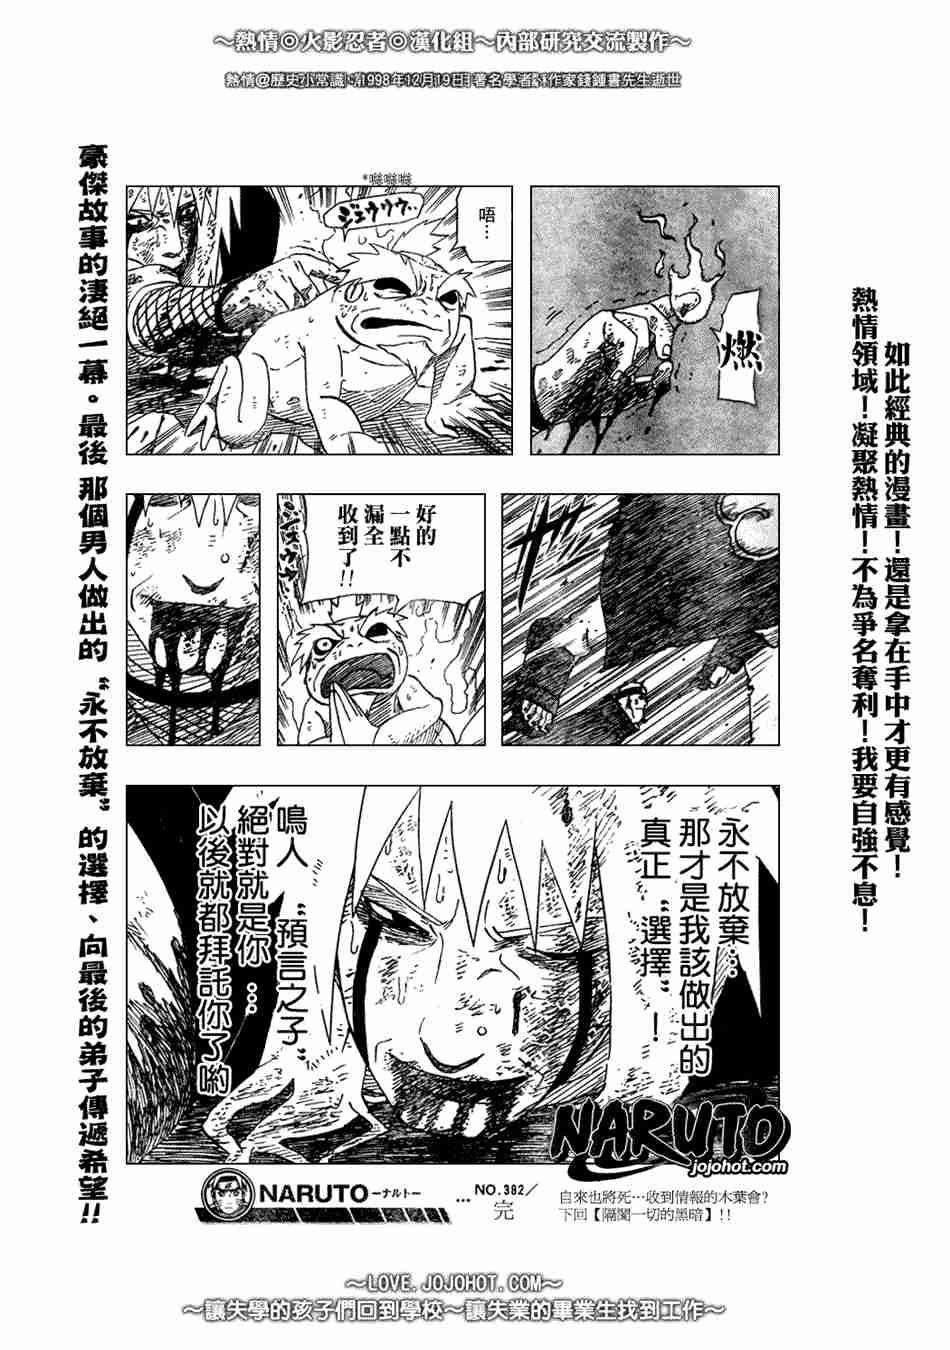 ～熱情◎火影忍者◎漢化組～內部研究交流製作～
熱情@歷史小常識：1998年12月19日 著名學者、作家錢鍾書先生逝世
如此經典的漫畫！還是拿在手中才更有感覺！
熱情領域！凝聚熱情！不為爭名奪利！我要自強不息！
燃
唔…
*嗞嗞嗞
ジュウウウ…
好的
一點不
漏全
收到了!!
ジュウウ
永不放棄…
那才是我該做出的
真正“選擇”！
鳴人“預言之子”
絕對就是你…
以後就都拜託你了喲
豪傑故事的淒絕一幕。最後 那個男人做出的“永不放棄”的選擇、向最後的弟子傳遞希望!!
NARUTO
jojohot.com
NARUTO ーナルトー
…
NO.382/
完
自來也將死…收到情報的木葉會?
下回【隔閡一切的黑暗】!!
～LOVE.JOJOHOT.COM～
～讓失學的孩子們回到學校～讓失業的畢業生找到工作～